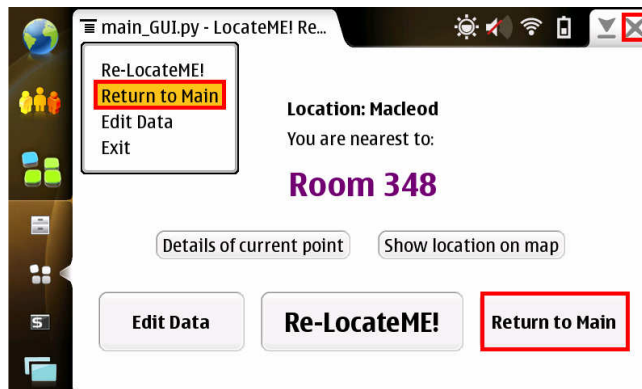 main_GUI.py - LocateME! Re...
Re-LocateME!
Return to Main
Edit Data
Exit
Location: Macleod
You are nearest to:
Room 348
Details of current point
Show location on map
Edit Data
Re-LocateME!
Return to Main